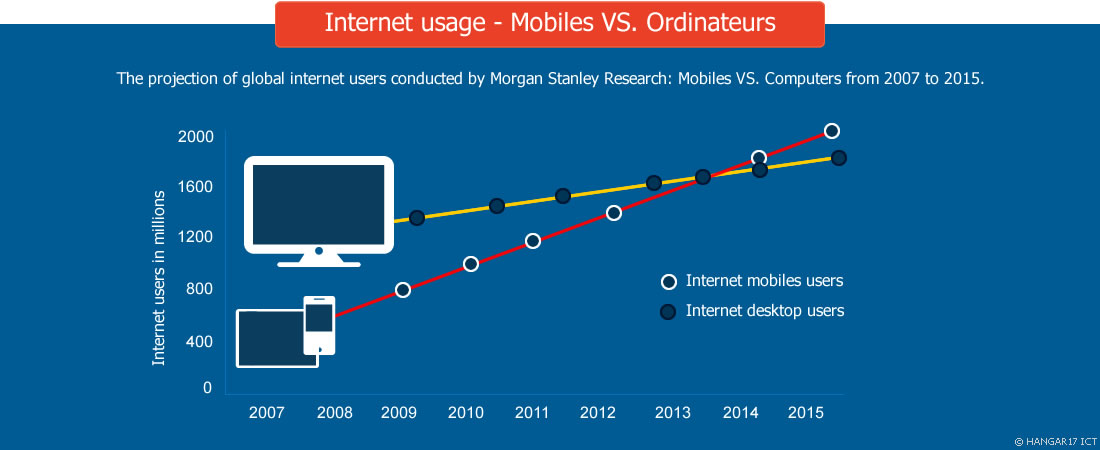 Internet usage - Mobiles VS. Ordinateurs
The projection of global internet users conducted by Morgan Stanley Research: Mobiles VS. Computers from 2007 to 2015.
Internet users in millions
2000
1600
1200
800
400
0
Internet mobiles users
Internet desktop users
2007 2008 2009 2010 2011 2012 2013 2014 2015
© HANGAR17 ICT